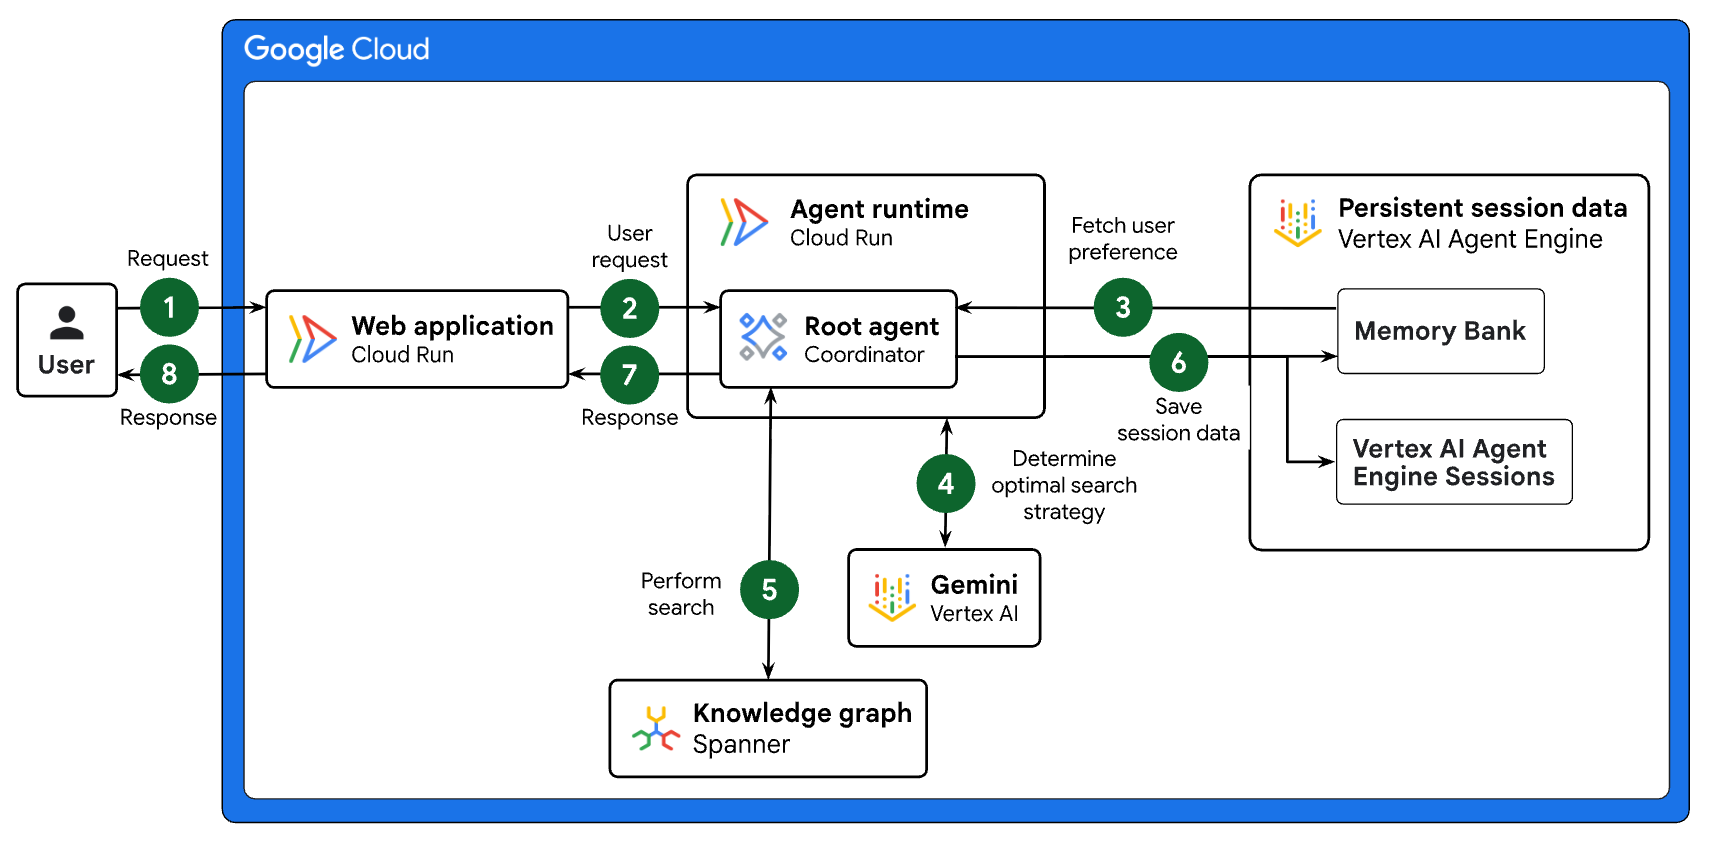 Google Cloud
Request
1
User
8
Response
Web application
Cloud Run
User
request
2
7
Response
Agent runtime
Cloud Run
Root agent
Coordinator
Fetch user
preference
3
6
Save
session data
Persistent session data
Vertex AI Agent Engine
Memory Bank
Vertex AI Agent
Engine Sessions
4
Determine
optimal search
strategy
Gemini
Vertex AI
Perform
search
5
Knowledge graph
Spanner